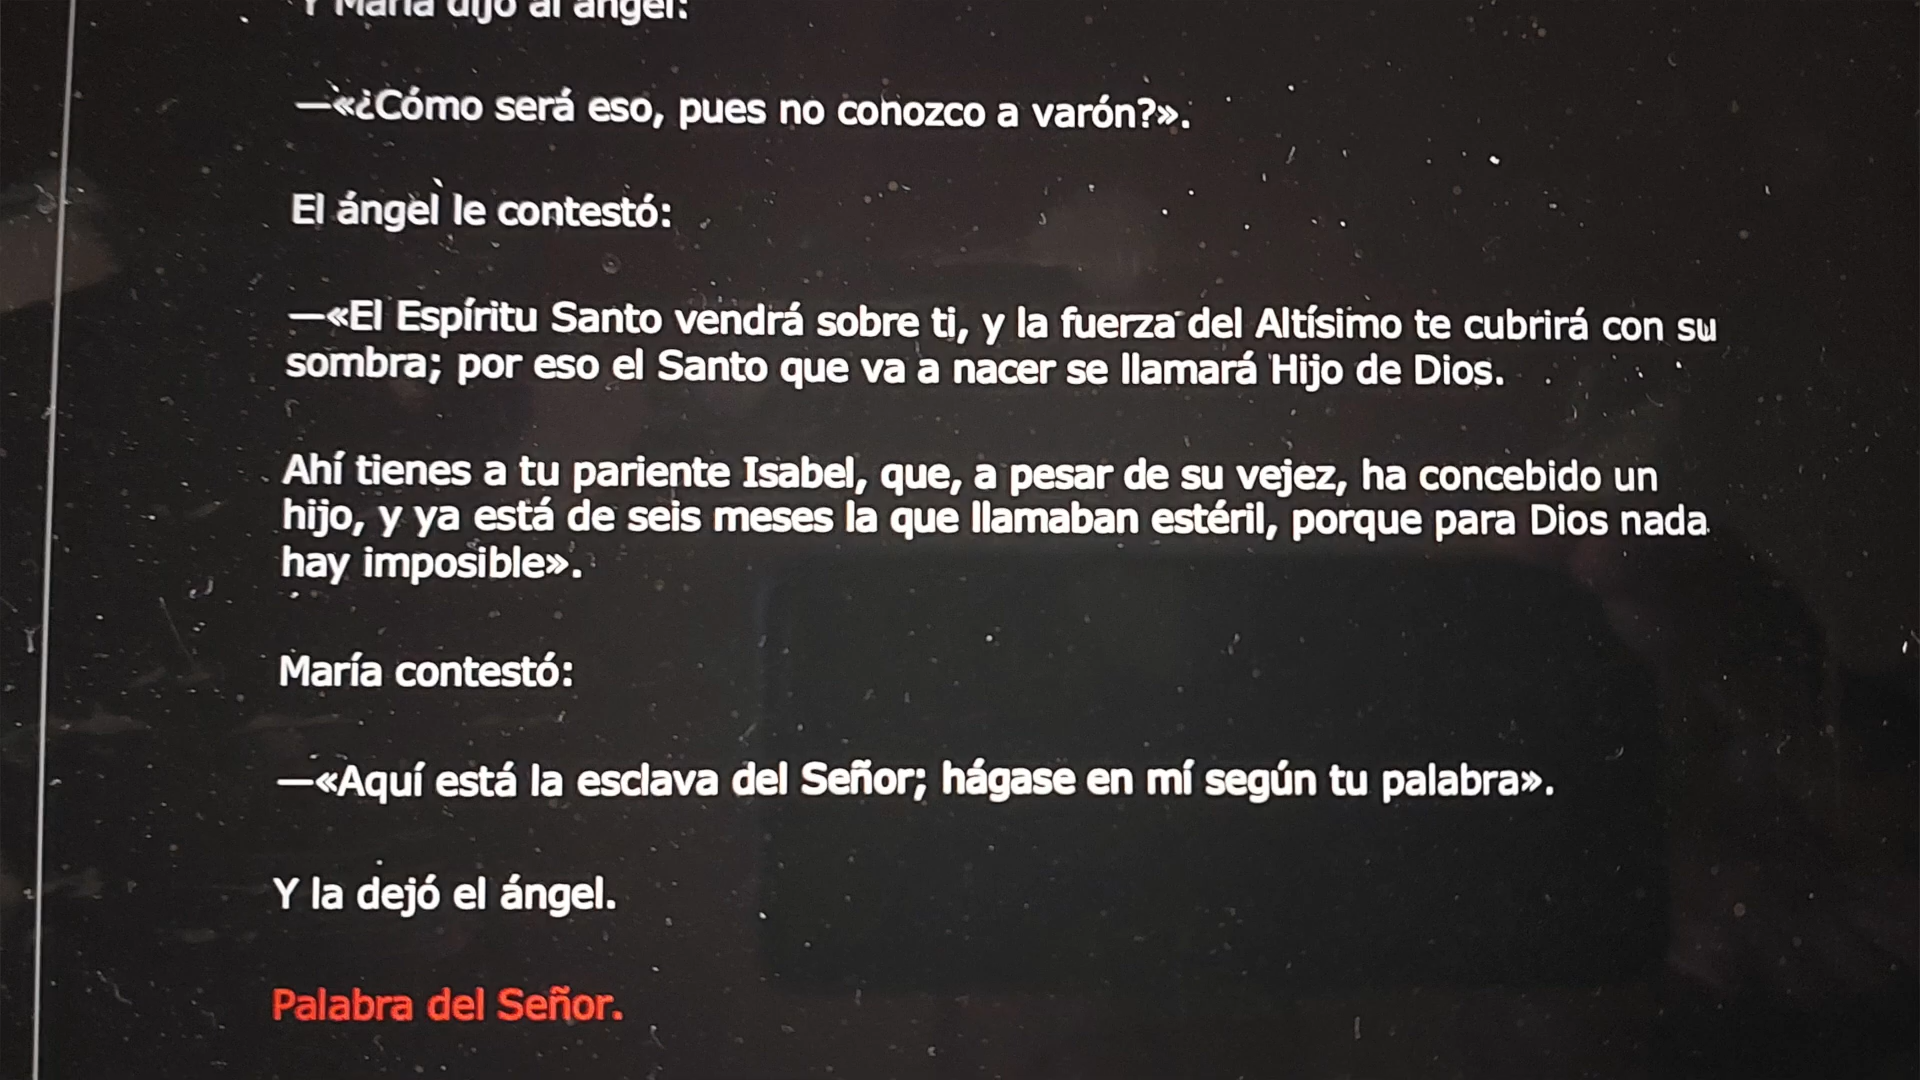 Y María dijo al ángel:
—«¿Cómo será eso, pues no conozco a varón?».
El ángel le contestó:
—«El Espíritu Santo vendrá sobre ti, y la fuerza del Altísimo te cubrirá con su
sombra; por eso el Santo que va a nacer se llamará Hijo de Dios.
Ahí tienes a tu pariente Isabel, que, a pesar de su vejez, ha concebido un
hijo, y ya está de seis meses la que llamaban estéril, porque para Dios nada
hay imposible».
María contestó:
—«Aquí está la esclava del Señor; hágase en mí según tu palabra».
Y la dejó el ángel.
Palabra del Señor.